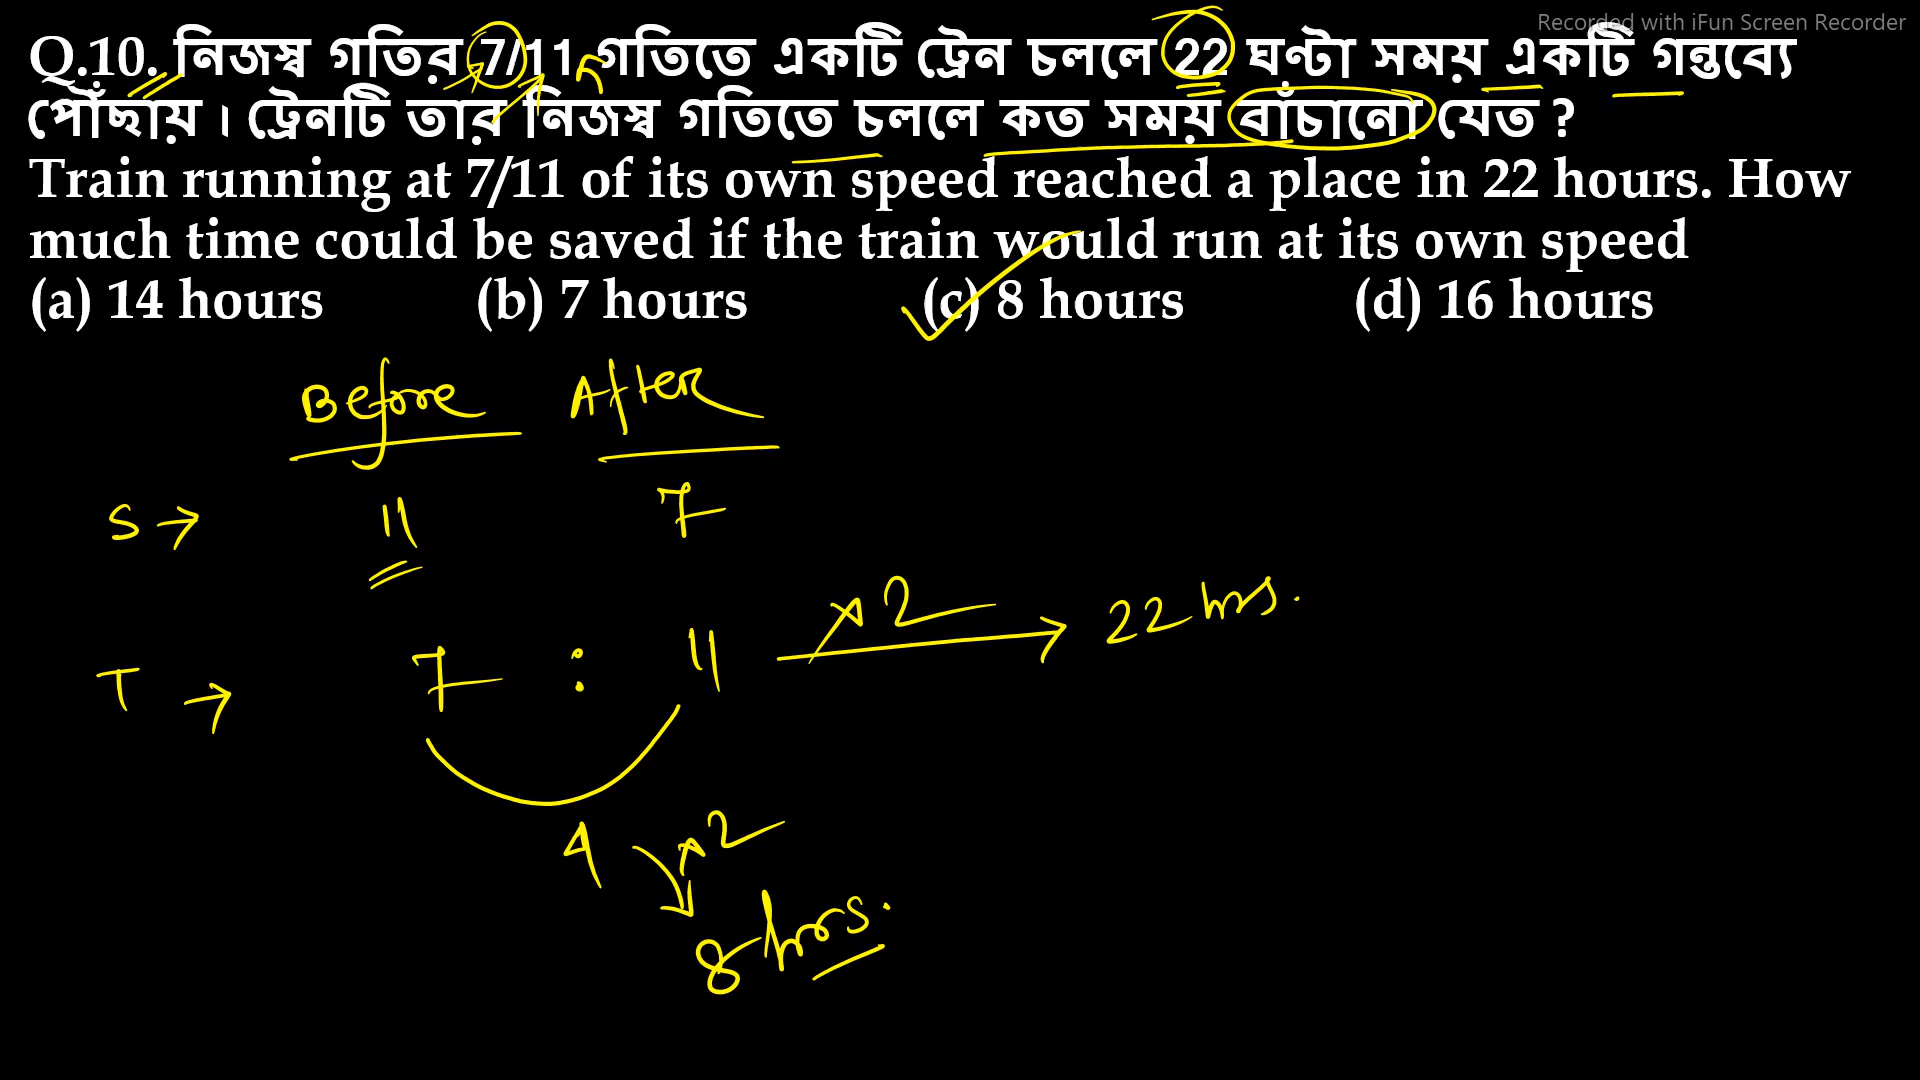 Recorded with iFun Screen Recorder
Q.10. নিজস্ব গতির 7/11 গতিতে একটি ট্রেন চললে 22 ঘণ্টা সময় একটি গন্তব্যে
পৌঁছায়। ট্রেনটি তার নিজস্ব গতিতে চললে কত সময় বাঁচানো যেত ?
Train running at 7/11 of its own speed reached a place in 22 hours. How
much time could be saved if the train would run at its own speed
(a) 14 hours (b) 7 hours (c) 8 hours (d) 16 hours
Before After
S → 11 7
T → 7 : 11 ×2 → 22 hrs.
4 ×2
8 hrs.